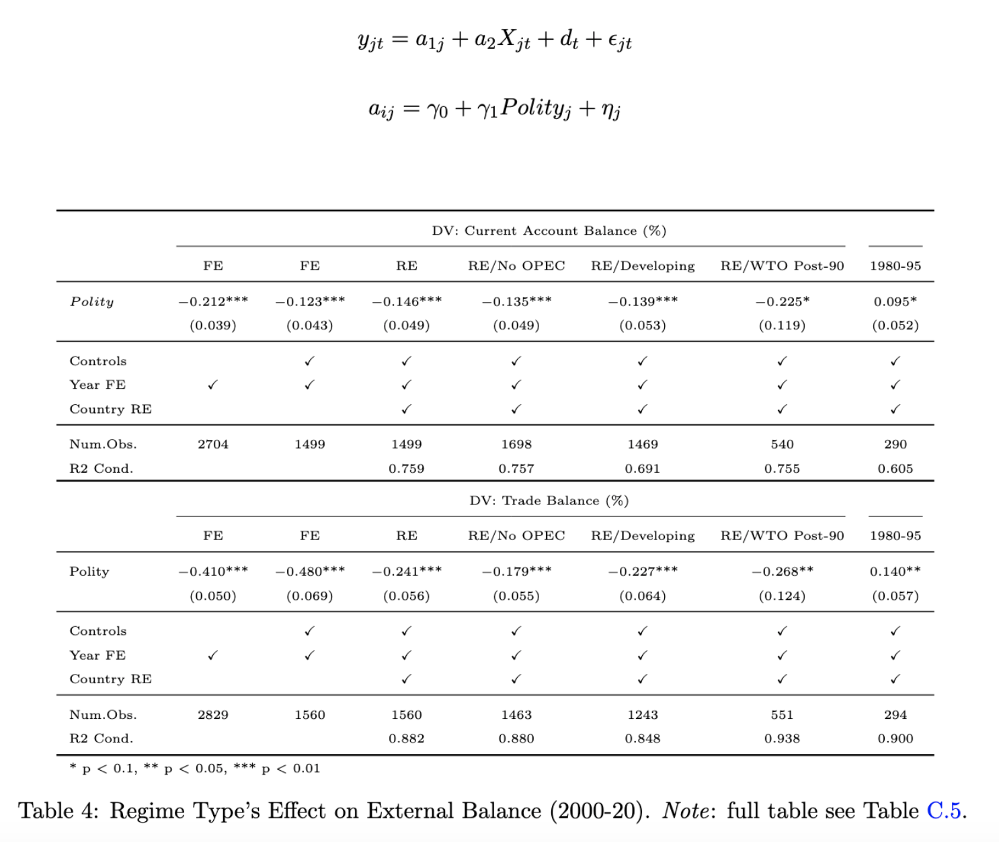 y_{jt} = a_{1j} + a_2X_{jt} + d_t + ϵ_{jt}
a_{ij} = γ_0 + γ_1Polity_j + η_j
DV: Current Account Balance (%)
FE FE RE RE/No OPEC RE/Developing RE/WTO Post-90 1980-95
Polity −0.212*** −0.123*** −0.146*** −0.135*** −0.139*** −0.225* 0.095*
(0.039) (0.043) (0.049) (0.049) (0.053) (0.119) (0.052)
Controls ✓ ✓ ✓ ✓ ✓ ✓
Year FE ✓ ✓ ✓ ✓ ✓ ✓ ✓
Country RE ✓ ✓ ✓ ✓ ✓
Num.Obs. 2704 1499 1499 1698 1469 540 290
R2 Cond. 0.759 0.757 0.691 0.755 0.605
DV: Trade Balance (%)
FE FE RE RE/No OPEC RE/Developing RE/WTO Post-90 1980-95
Polity −0.410*** −0.480*** −0.241*** −0.179*** −0.227*** −0.268** 0.140**
(0.050) (0.069) (0.056) (0.055) (0.064) (0.124) (0.057)
Controls ✓ ✓ ✓ ✓ ✓ ✓
Year FE ✓ ✓ ✓ ✓ ✓ ✓ ✓
Country RE ✓ ✓ ✓ ✓ ✓
Num.Obs. 2829 1560 1560 1463 1243 551 294
R2 Cond. 0.882 0.880 0.848 0.938 0.900
* p < 0.1, ** p < 0.05, *** p < 0.01
Table 4: Regime Type's Effect on External Balance (2000-20). Note: full table see Table C.5.